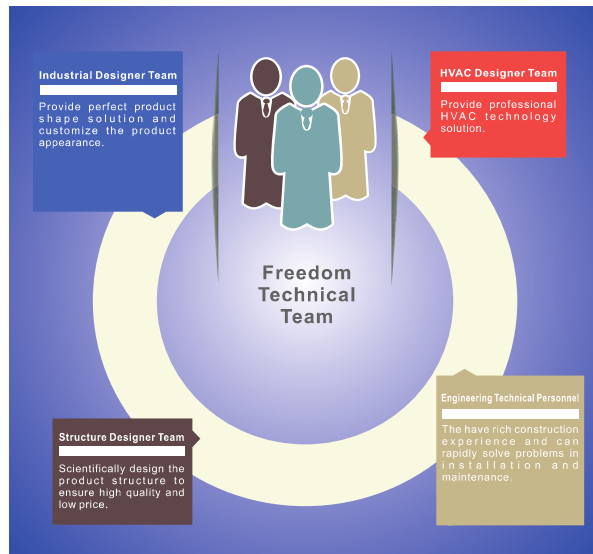 Industrial Designer Team
Provide perfect product
shape solution and
customize the product
appearance.
HVAC Designer Team
Provide professional
HVAC technology
solution.
Freedom
Technical
Team
Structure Designer Team
Scientifically design the
product structure to
ensure high quality and
low price.
Engineering Technical Personnel
The have rich construction
experience and can
rapidly solve problems in
installation and
maintenance.